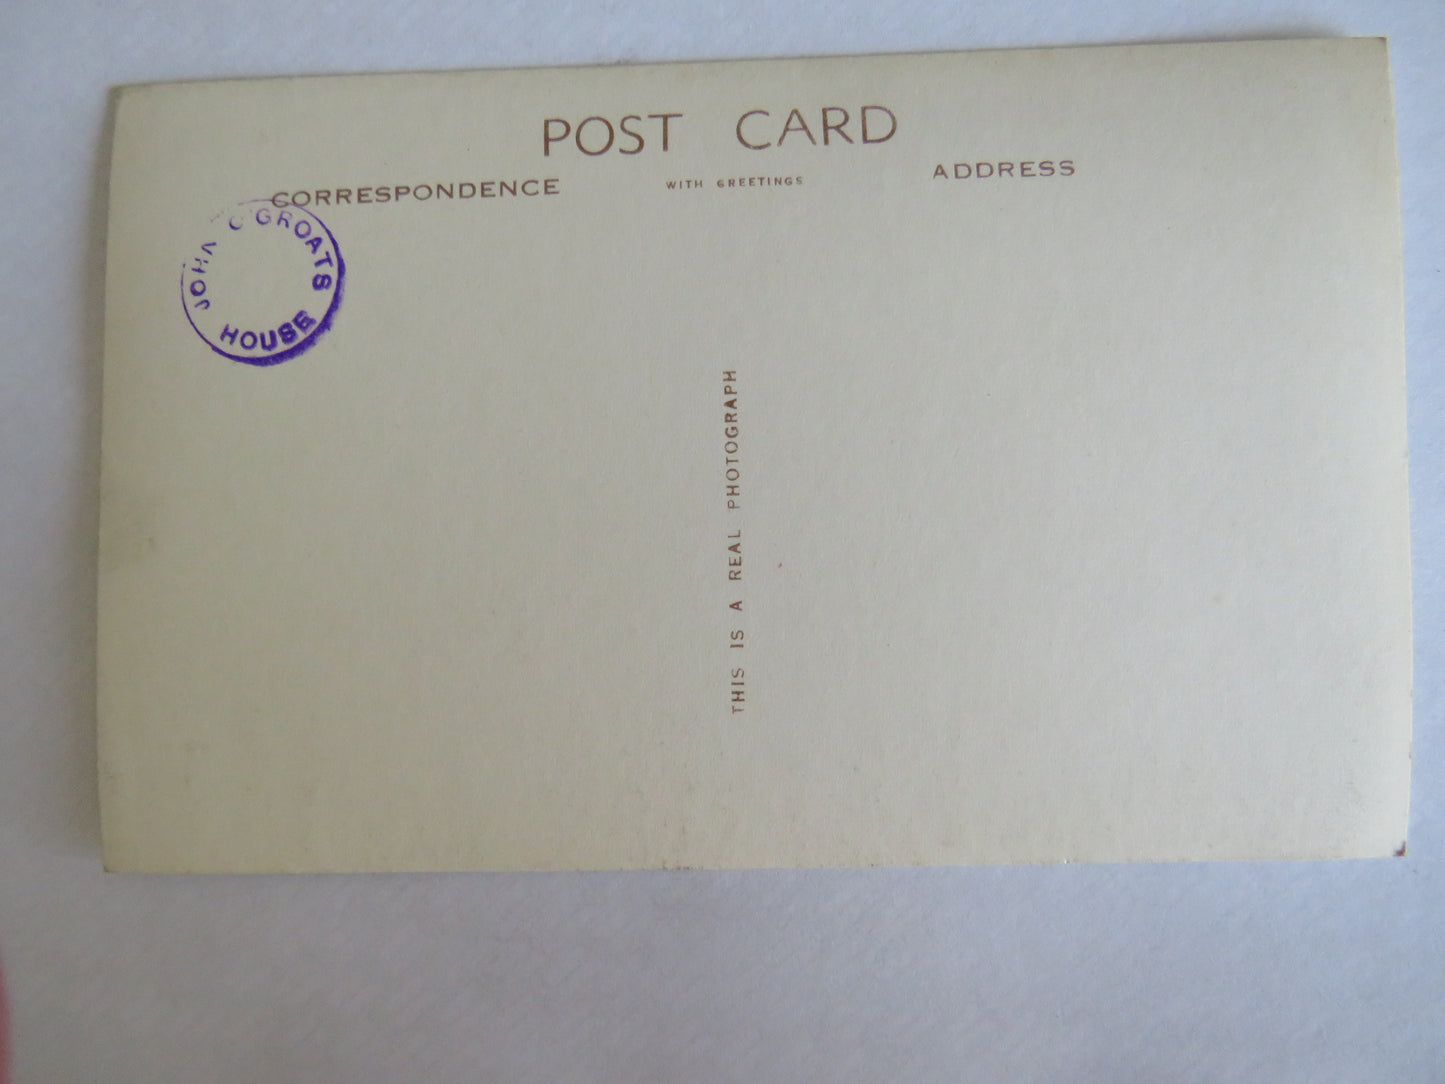 POST CARD
CORRESPONDENCE
WITH GREETINGS
ADDRESS
JOHN O'GROATS
HOUSE
THIS IS A REAL PHOTOGRAPH